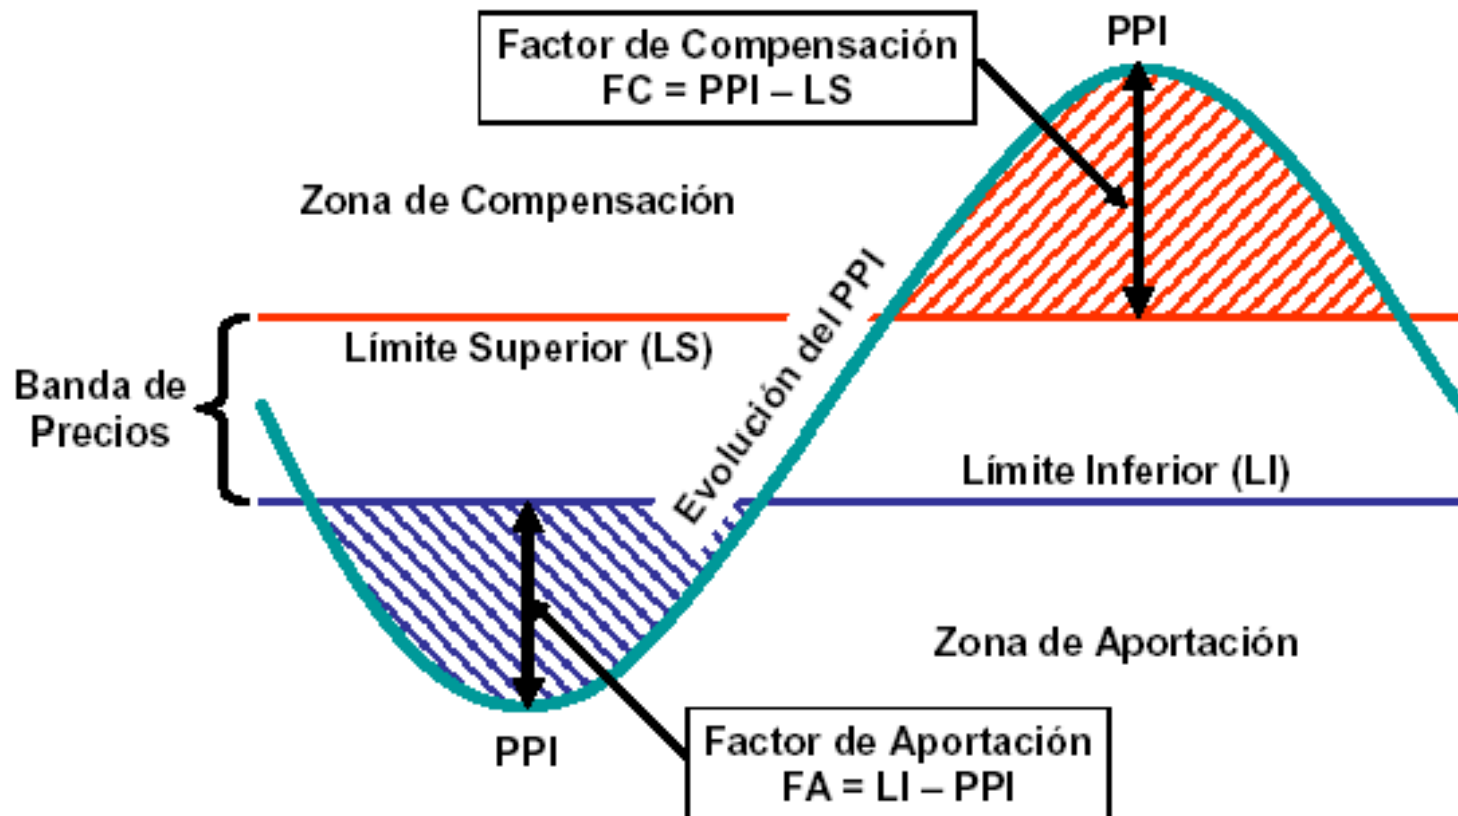 PPI
Factor de Compensación
FC = PPI – LS
Zona de Compensación
Evolución del PPI
Límite Superior (LS)
Banda de
Precios
Límite Inferior (LI)
Zona de Aportación
PPI
Factor de Aportación
FA = LI – PPI